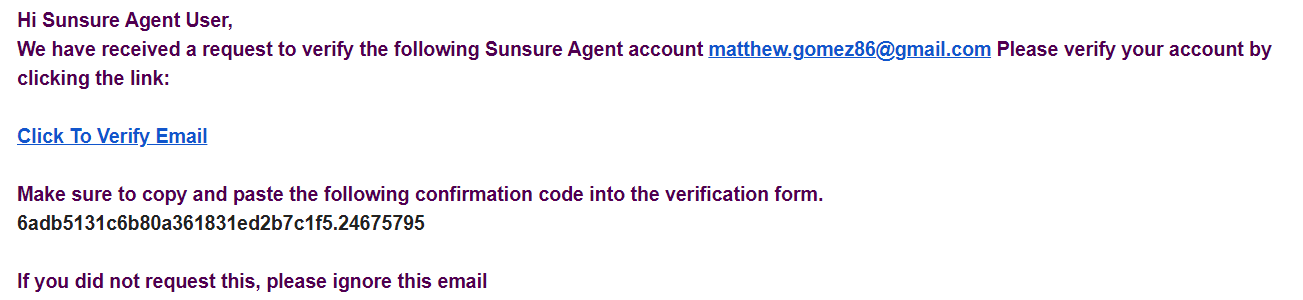 Hi Sunsure Agent User,
We have received a request to verify the following Sunsure Agent account matthew.gomez86@gmail.com Please verify your account by
clicking the link:
Click To Verify Email
Make sure to copy and paste the following confirmation code into the verification form.
6adb5131c6b80a361831ed2b7c1f5.24675795
If you did not request this, please ignore this email